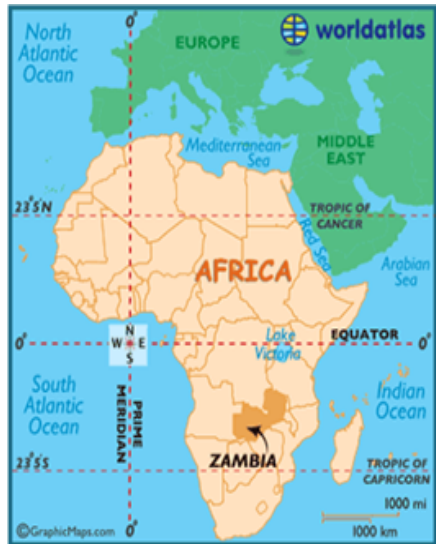 0°
North
Atlantic
Ocean
EUROPE
worldatlas
Mediterranean
Sea
MIDDLE
EAST
23°5'N
TROPIC OF
CANCER
Red Sea
AFRICA
Arabian
Sea
N
W E
S
0°
Lake
Victoria
EQUATOR
0°
South
Atlantic
Ocean
PRIME
MERIDIAN
Indian
Ocean
ZAMBIA
23°5'S
TROPIC OF
CAPRICORN
1000 mi
1000 km
©GraphicMaps.com
0°